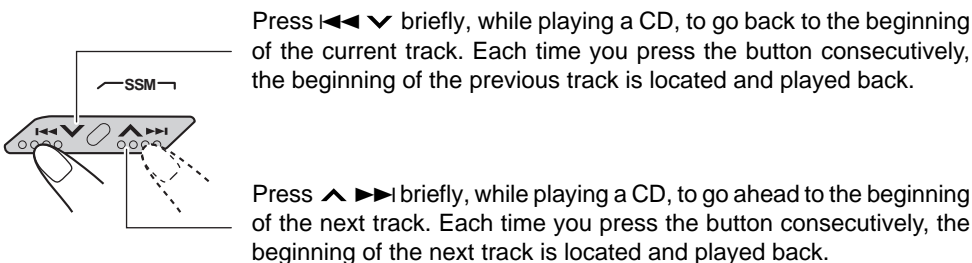 Press ⏮ ∨ briefly, while playing a CD, to go back to the beginning
of the current track. Each time you press the button consecutively,
the beginning of the previous track is located and played back.
SSM
Press ∧ ⏭ briefly, while playing a CD, to go ahead to the beginning
of the next track. Each time you press the button consecutively, the
beginning of the next track is located and played back.